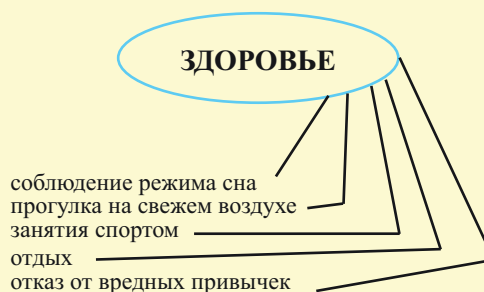 ЗДОРОВЬЕ
соблюдение режима сна
прогулка на свежем воздухе
занятия спортом
отдых
отказ от вредных привычек